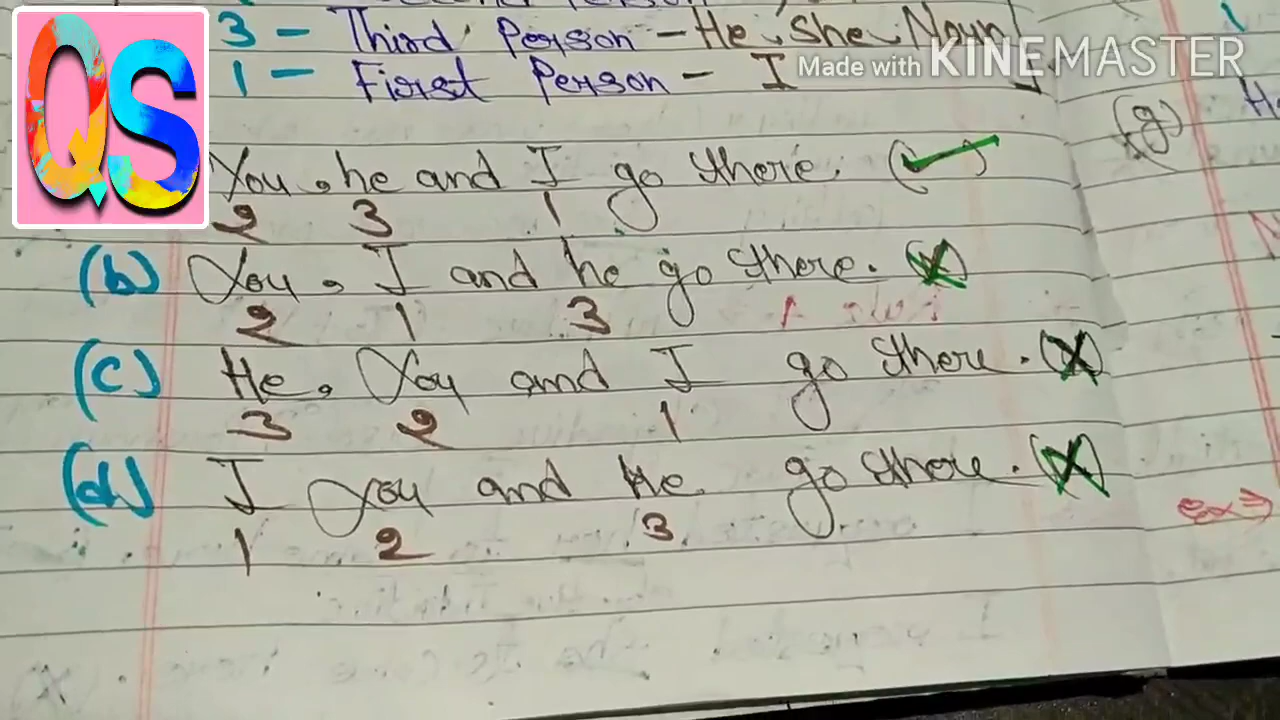 3 - Third Person - He, She, Noun
1 - First Person - I
Made with KINEMASTER
QS
(g)
You, he and I go there. (✓)
2 3 1
(b) You, I and he go there. (X)
2 1 3
(c) He, You and I go there. (X)
3 2 1
(d) I You and He go there. (X)
1 2 3
ex⇒